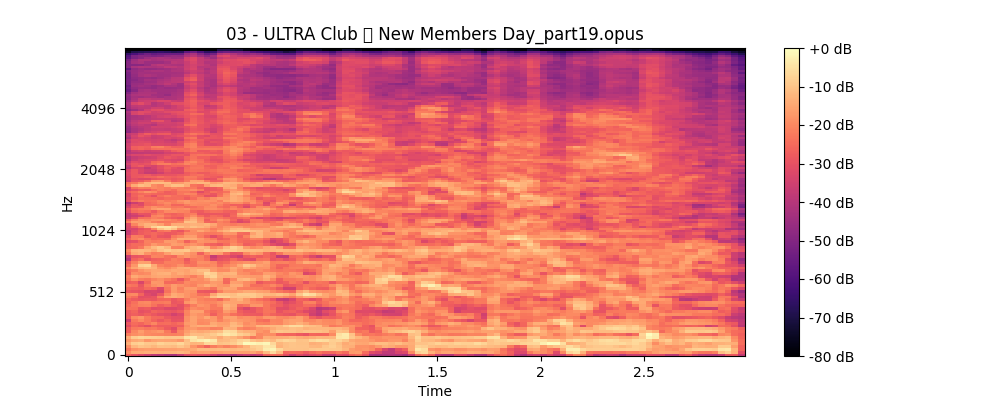 03 - ULTRA Club ▯ New Members Day_part19.opus
Hz
4096
2048
1024
512
0
0
0.5
1
1.5
2
2.5
Time
+0 dB
-10 dB
-20 dB
-30 dB
-40 dB
-50 dB
-60 dB
-70 dB
-80 dB